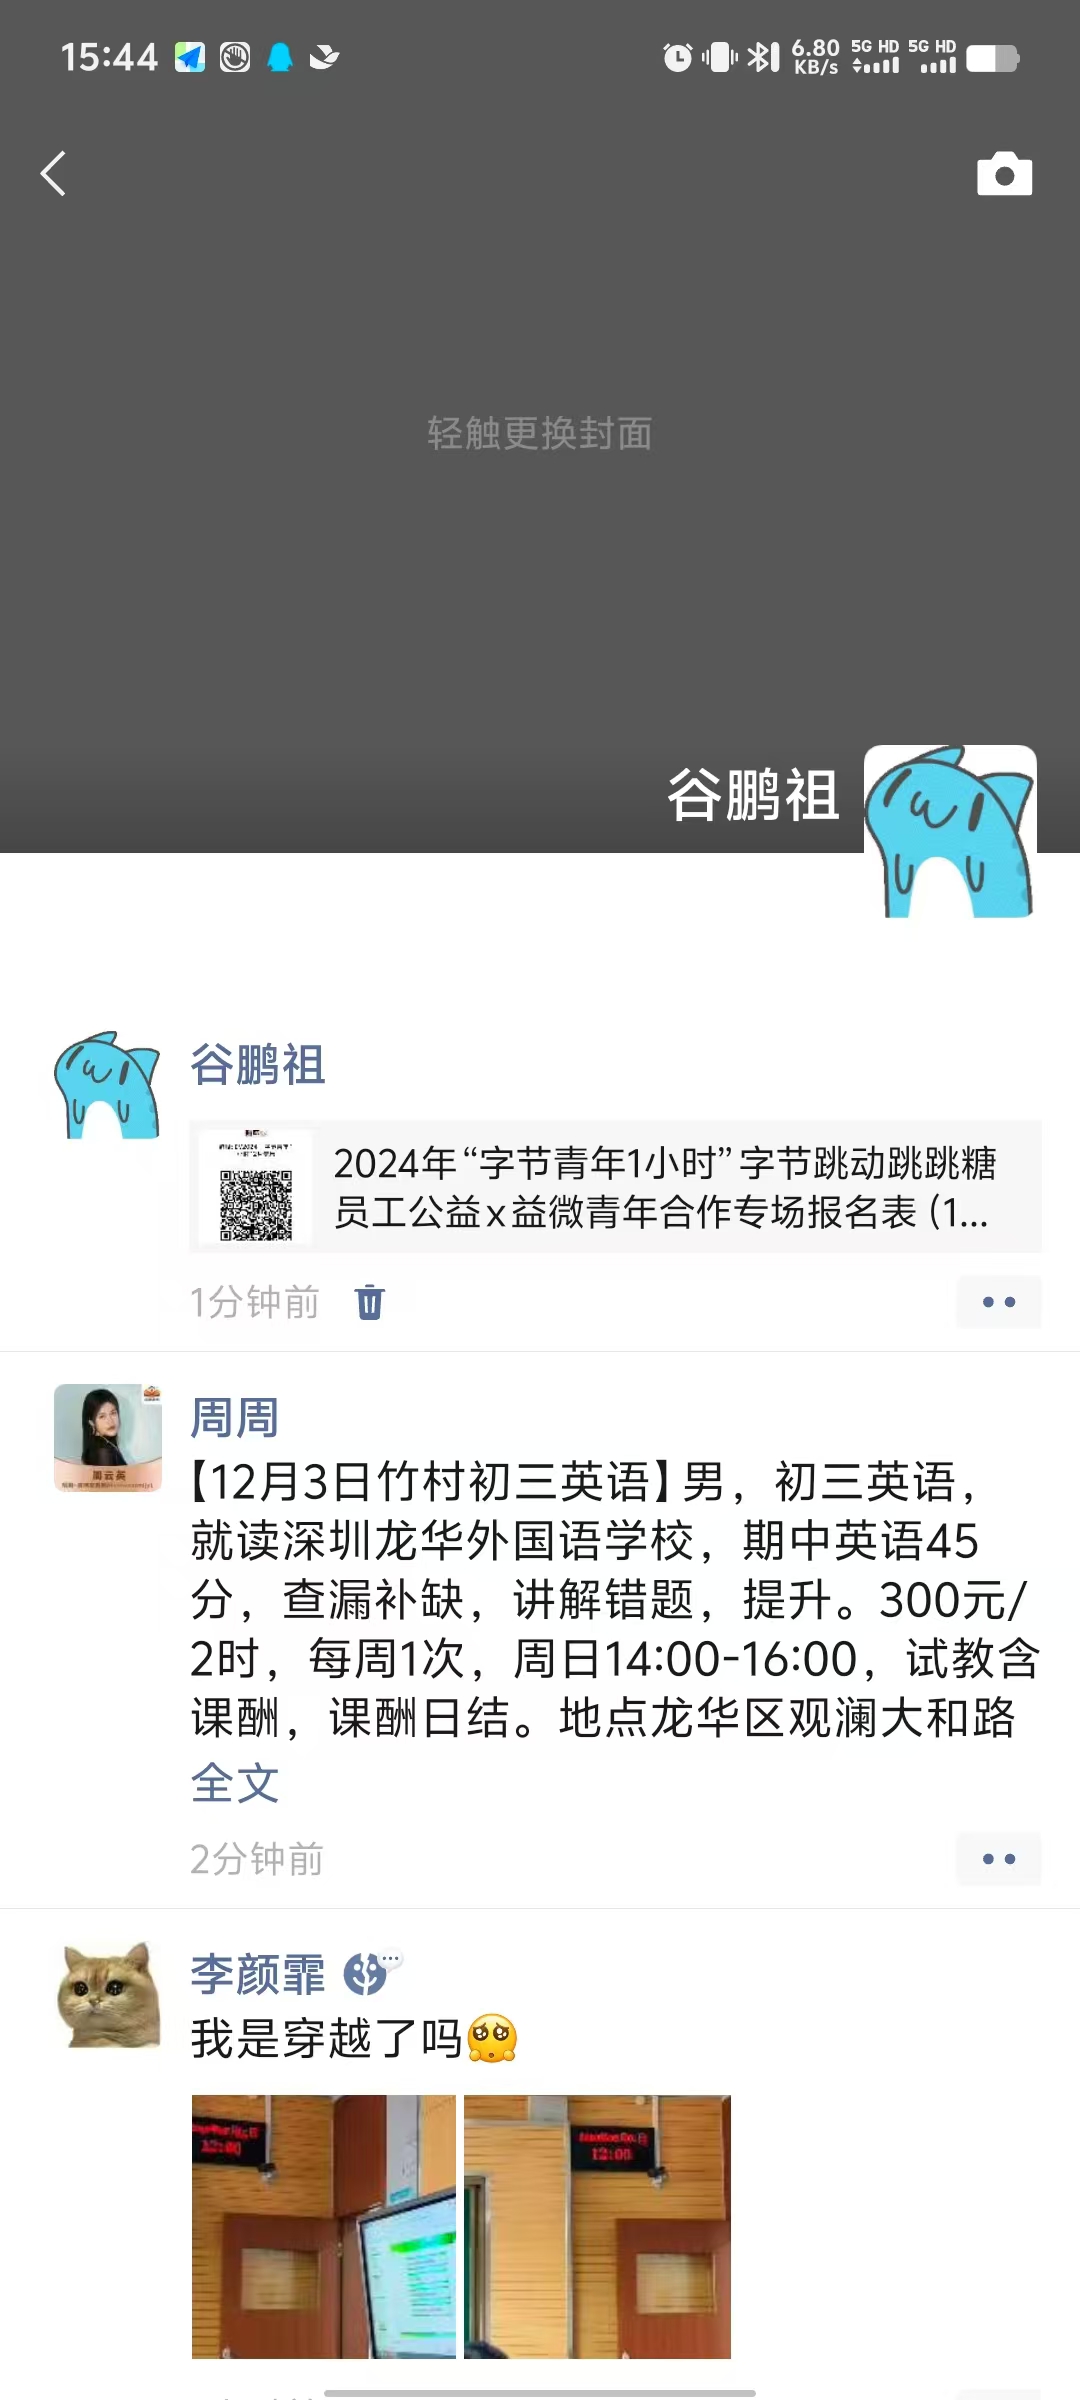 15:44
6.80 KB/s
5G HD
5G HD
轻触更换封面
谷鹏祖
谷鹏祖
2024年“字节青年1小时”字节跳动跳跳糖
员工公益x益微青年合作专场报名表 (1...
1分钟前
周周
【12月3日竹村初三英语】男，初三英语，
就读深圳龙华外国语学校，期中英语45
分，查漏补缺，讲解错题，提升。300元/
2时，每周1次，周日14:00-16:00，试教含
课酬，课酬日结。地点龙华区观澜大和路
全文
2分钟前
李颜霏
我是穿越了吗🥺
12:00
12:00